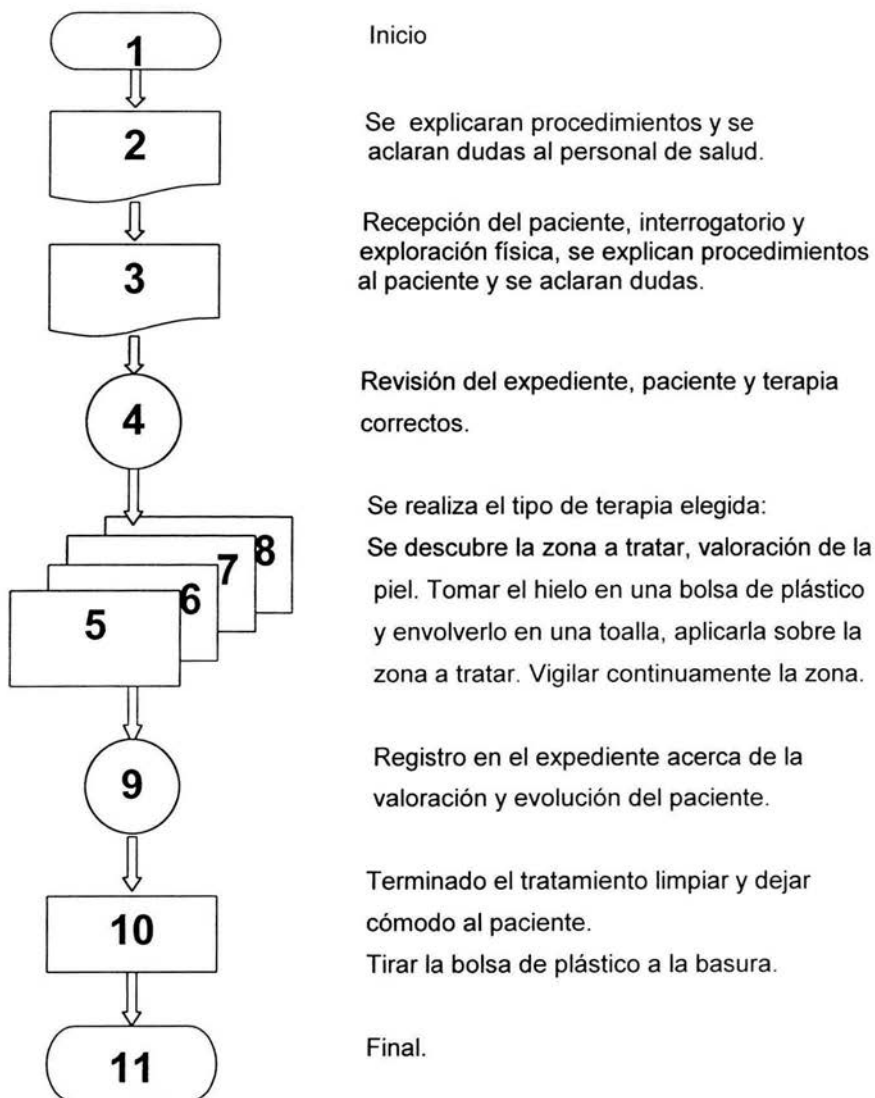 1
Inicio
2
Se explicaran procedimientos y se
aclaran dudas al personal de salud.
3
Recepción del paciente, interrogatorio y
exploración física, se explican procedimientos
al paciente y se aclaran dudas.
4
Revisión del expediente, paciente y terapia
correctos.
5
6
7
8
Se realiza el tipo de terapia elegida:
Se descubre la zona a tratar, valoración de la
piel. Tomar el hielo en una bolsa de plástico
y envolverlo en una toalla, aplicarla sobre la
zona a tratar. Vigilar continuamente la zona.
9
Registro en el expediente acerca de la
valoración y evolución del paciente.
10
Terminado el tratamiento limpiar y dejar
cómodo al paciente.
Tirar la bolsa de plástico a la basura.
11
Final.